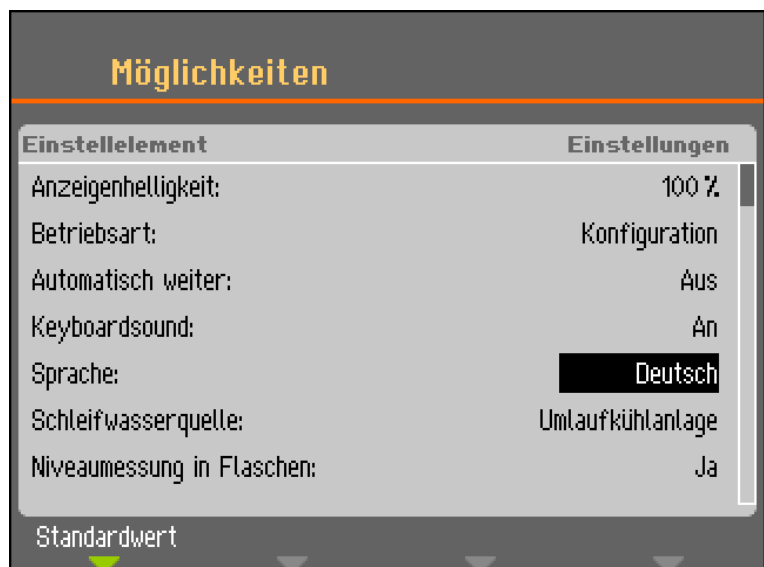 Möglichkeiten
Einstellelement Einstellungen
Anzeigenhelligkeit: 100 %
Betriebsart: Konfiguration
Automatisch weiter: Aus
Keyboardsound: An
Sprache: Deutsch
Schleifwasserquelle: Umlaufkühlanlage
Niveaumessung in Flaschen: Ja
Standardwert